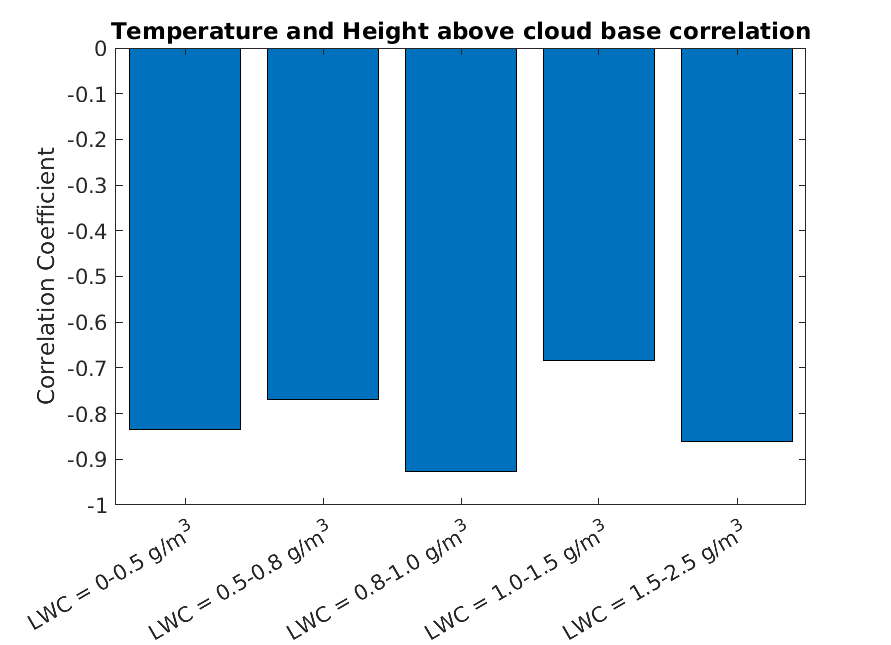 Temperature and Height above cloud base correlation
Correlation Coefficient
0
-0.1
-0.2
-0.3
-0.4
-0.5
-0.6
-0.7
-0.8
-0.9
-1
LWC = 0-0.5 g/m³
LWC = 0.5-0.8 g/m³
LWC = 0.8-1.0 g/m³
LWC = 1.0-1.5 g/m³
LWC = 1.5-2.5 g/m³